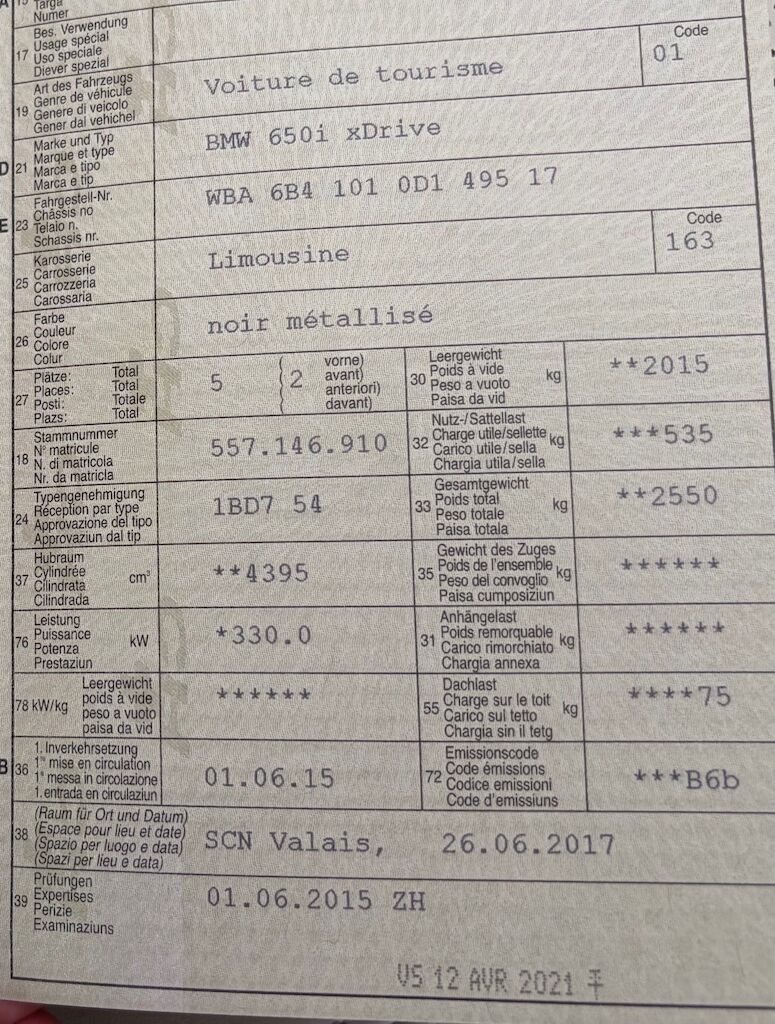 15 Targa
Numer
17 Bes. Verwendung
Usage spécial
Uso speciale
Diever spezial
19 Art des Fahrzeugs
Genre de véhicule
Genere di veicolo
Gener dal vehichel
Voiture de tourisme
Code
01
D 21 Marke und Typ
Marque et type
Marca e tipo
Marca e tip
BMW 650i xDrive
E 23 Fahrgestell-Nr.
Châssis no
Telaio n.
Schassis nr.
WBA 6B4 101 0D1 495 17
25 Karosserie
Carrosserie
Carrozzeria
Carossaria
Limousine
Code
163
26 Farbe
Couleur
Colore
Colur
noir métallisé
27 Plätze: Total
Places: Total
Posti: Totale
Plazs: Total
5 ( 2 vorne)
avant)
anteriori)
davant)
30 Leergewicht
Poids à vide
Peso a vuoto
Paisa da vid
kg
**2015
18 Stammnummer
N° matricule
N. di matricola
Nr. da matricla
557.146.910
32 Nutz-/Sattellast
Charge utile/sellette
Carico utile/sella
Chargia utila/sella
kg
***535
24 Typengenehmigung
Réception par type
Approvazione del tipo
Approvaziun dal tip
1BD7 54
33 Gesamtgewicht
Poids total
Peso totale
Paisa totala
kg
**2550
37 Hubraum
Cylindrée
Cilindrata
Cilindrada
cm³
**4395
35 Gewicht des Zuges
Poids de l'ensemble
Peso del convoglio
Paisa cumposiziun
kg
******
76 Leistung
Puissance
Potenza
Prestaziun
kW
*330.0
31 Anhängelast
Poids remorquable
Carico rimorchiato
Chargia annexa
kg
******
78 kW/kg Leergewicht
poids à vide
peso a vuoto
paisa da vid
******
55 Dachlast
Charge sur le toit
Carico sul tetto
Chargia sin il tetg
kg
****75
B 36 1. Inverkehrsetzung
1re mise en circulation
1a messa in circolazione
1. entrada en circulaziun
01.06.15
72 Emissionscode
Code émissions
Codice emissioni
Code d'emissiuns
***B6b
38 (Raum für Ort und Datum)
(Espace pour lieu et date)
(Spazio per luogo e data)
(Spazi per lieu e data)
SCN Valais, 26.06.2017
39 Prüfungen
Expertises
Perizie
Examinaziuns
01.06.2015 ZH
VS 12 AVR 2021